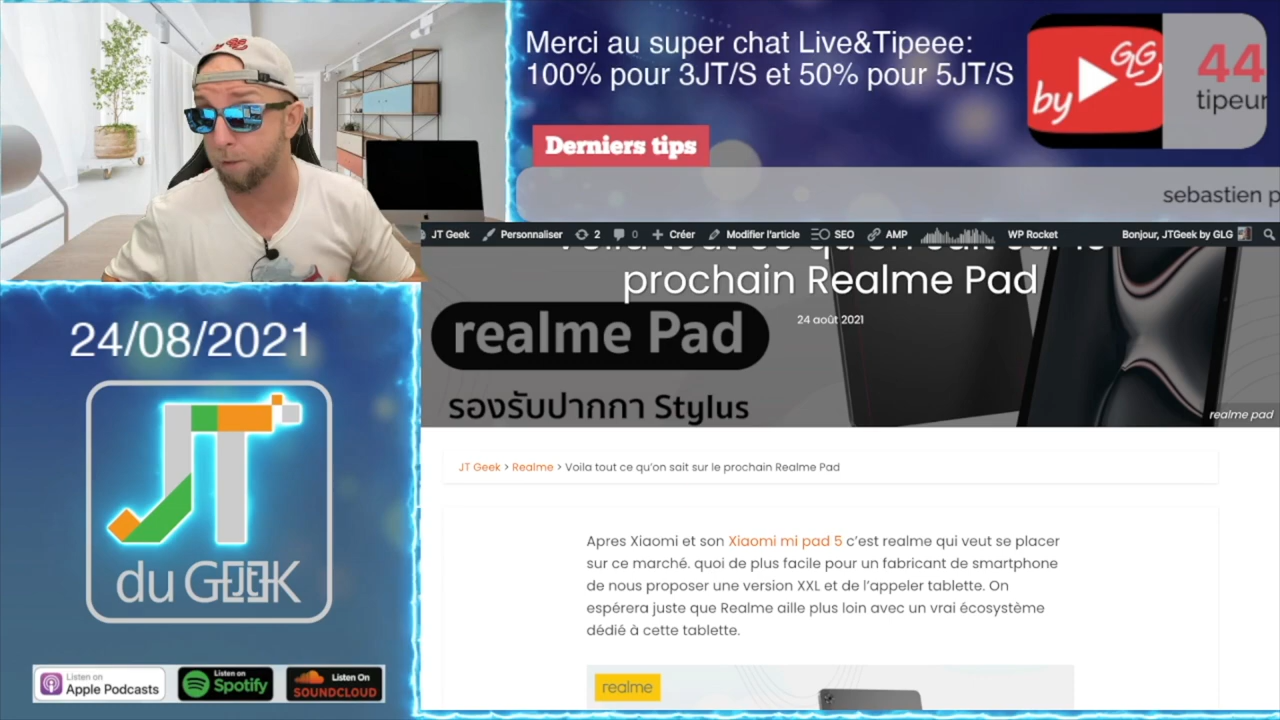 Merci au super chat Live&Tipeee:
100% pour 3JT/S et 50% pour 5JT/S
by
GLG
44
tipeur
Derniers tips
sebastien p
JT Geek
Personnaliser
2
0
Créer
Modifier l'article
SEO
AMP
WP Rocket
Bonjour, JTGeek by GLG
prochain Realme Pad
24 août 2021
realme Pad
รองรับปากกา Stylus
realme pad
JT Geek > Realme > Voila tout ce qu'on sait sur le prochain Realme Pad
Apres Xiaomi et son Xiaomi mi pad 5 c'est realme qui veut se placer
sur ce marché. quoi de plus facile pour un fabricant de smartphone
de nous proposer une version XXL et de l'appeler tablette. On
espérera juste que Realme aille plus loin avec un vrai écosystème
dédié à cette tablette.
realme
24/08/2021
JT
du GEEK
Listen on
Apple Podcasts
Listen on
Spotify
Listen On
SOUNDCLOUD